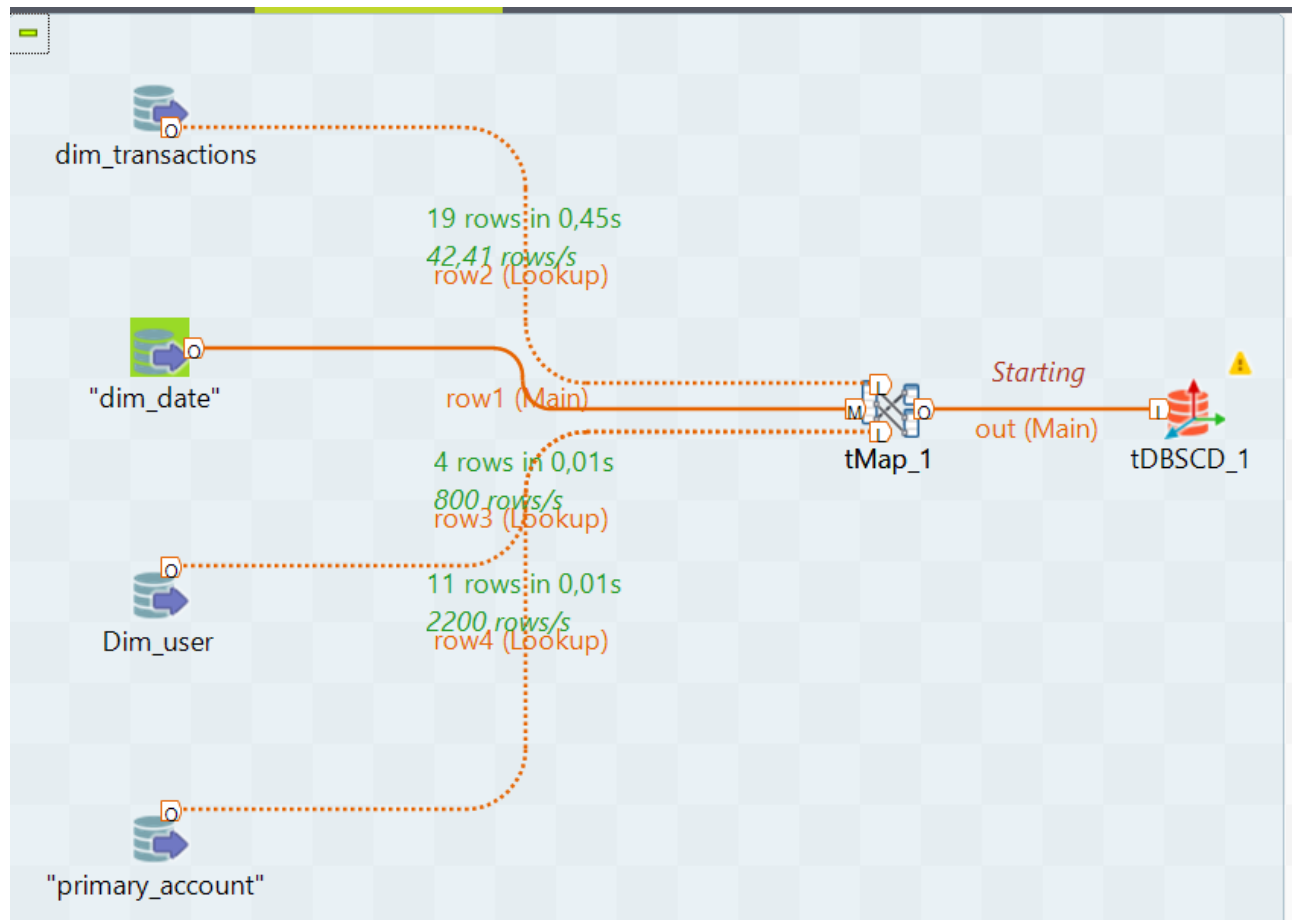 dim_transactions
19 rows in 0,45s
42,41 rows/s
row2 (Lookup)
"dim_date"
row1 (Main)
Starting
out (Main)
tMap_1
tDBSCD_1
4 rows in 0,01s
800 rows/s
row3 (Lookup)
Dim_user
11 rows in 0,01s
2200 rows/s
row4 (Lookup)
"primary_account"
O
O
O
O
L
M
L
O
I